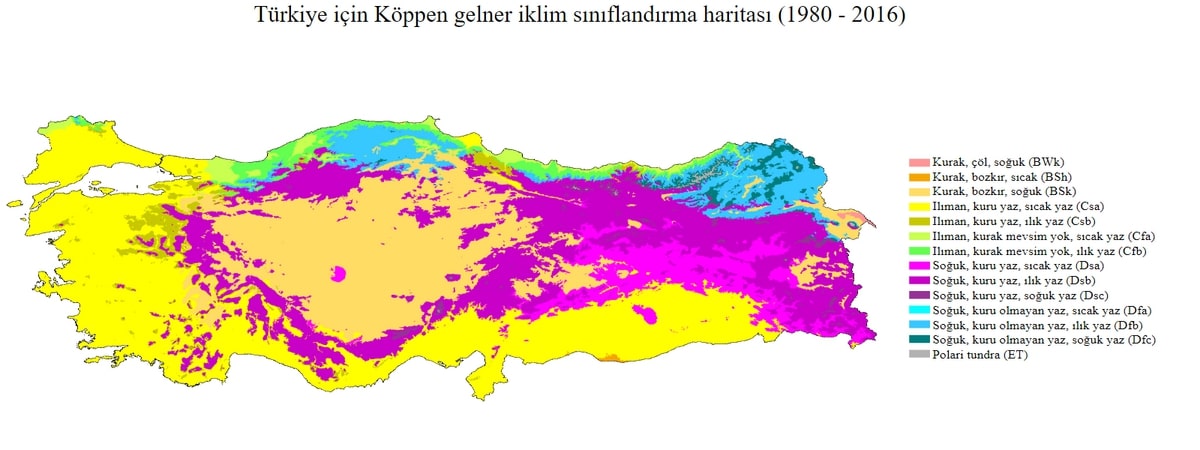 Türkiye için Köppen gelner iklim sınıflandırma haritası (1980 - 2016)
Kurak, çöl, soğuk (BWk)
Kurak, bozkır, sıcak (BSh)
Kurak, bozkır, soğuk (BSk)
Ilıman, kuru yaz, sıcak yaz (Csa)
Ilıman, kuru yaz, ılık yaz (Csb)
Ilıman, kurak mevsim yok, sıcak yaz (Cfa)
Ilıman, kurak mevsim yok, ılık yaz (Cfb)
Soğuk, kuru yaz, sıcak yaz (Dsa)
Soğuk, kuru yaz, ılık yaz (Dsb)
Soğuk, kuru yaz, soğuk yaz (Dsc)
Soğuk, kuru olmayan yaz, sıcak yaz (Dfa)
Soğuk, kuru olmayan yaz, ılık yaz (Dfb)
Soğuk, kuru olmayan yaz, soğuk yaz (Dfc)
Polari tundra (ET)